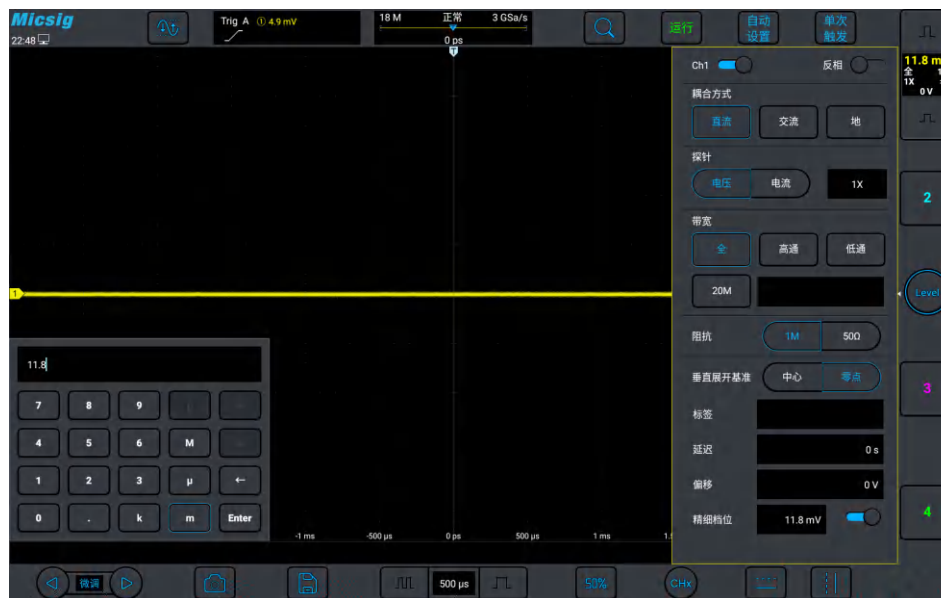 Micsig
22:48
Trig A ① 4.9 mV
18 M 正常 3 GSa/s
0 ps
T
运行
自动
设置
单次
触发
11.8 m
全 1
1X
0 V
Ch1 反相
耦合方式
直流 交流 地
探针
电压 电流 1X
带宽
全 高通 低通
20M
阻抗 1M 50Ω
垂直展开基准 中心 零点
标签
延迟 0 s
偏移 0 V
精细档位 11.8 mV
2
Level
3
4
1
11.8
7 8 9
4 5 6 M
1 2 3 μ ←
0 . k m Enter
-1 ms -500 μs 0 ps 500 μs 1 ms 1.5
微调
500 μs
50%
CHx